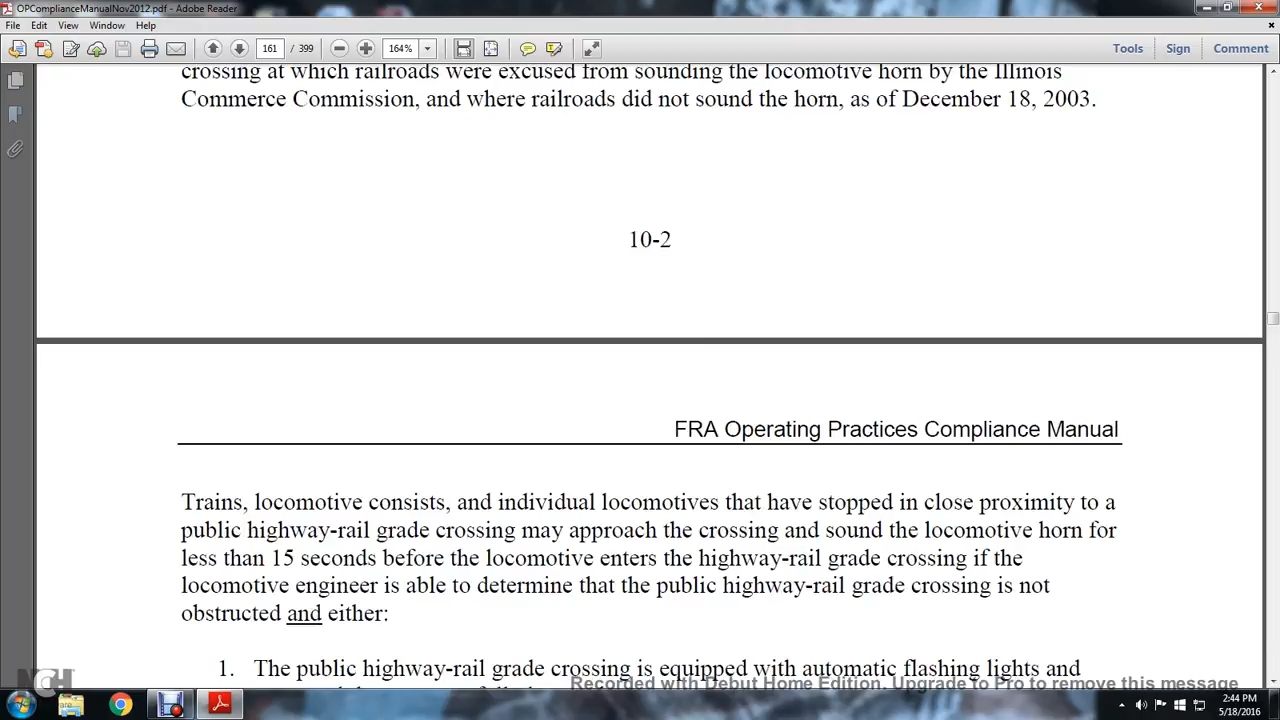 OPComplianceManualNov2012.pdf - Adobe Reader
File Edit View Window Help
161 / 399 164% Tools Sign Comment
crossing at which railroads were excused from sounding the locomotive horn by the Illinois
Commerce Commission, and where railroads did not sound the horn, as of December 18, 2003.
10-2
FRA Operating Practices Compliance Manual
Trains, locomotive consists, and individual locomotives that have stopped in close proximity to a
public highway-rail grade crossing may approach the crossing and sound the locomotive horn for
less than 15 seconds before the locomotive enters the highway-rail grade crossing if the
locomotive engineer is able to determine that the public highway-rail grade crossing is not
obstructed and either:
1. The public highway-rail grade crossing is equipped with automatic flashing lights and
Recorded with Debut Home Edition. Upgrade to Pro to remove this message
NCH
2:44 PM
5/18/2016